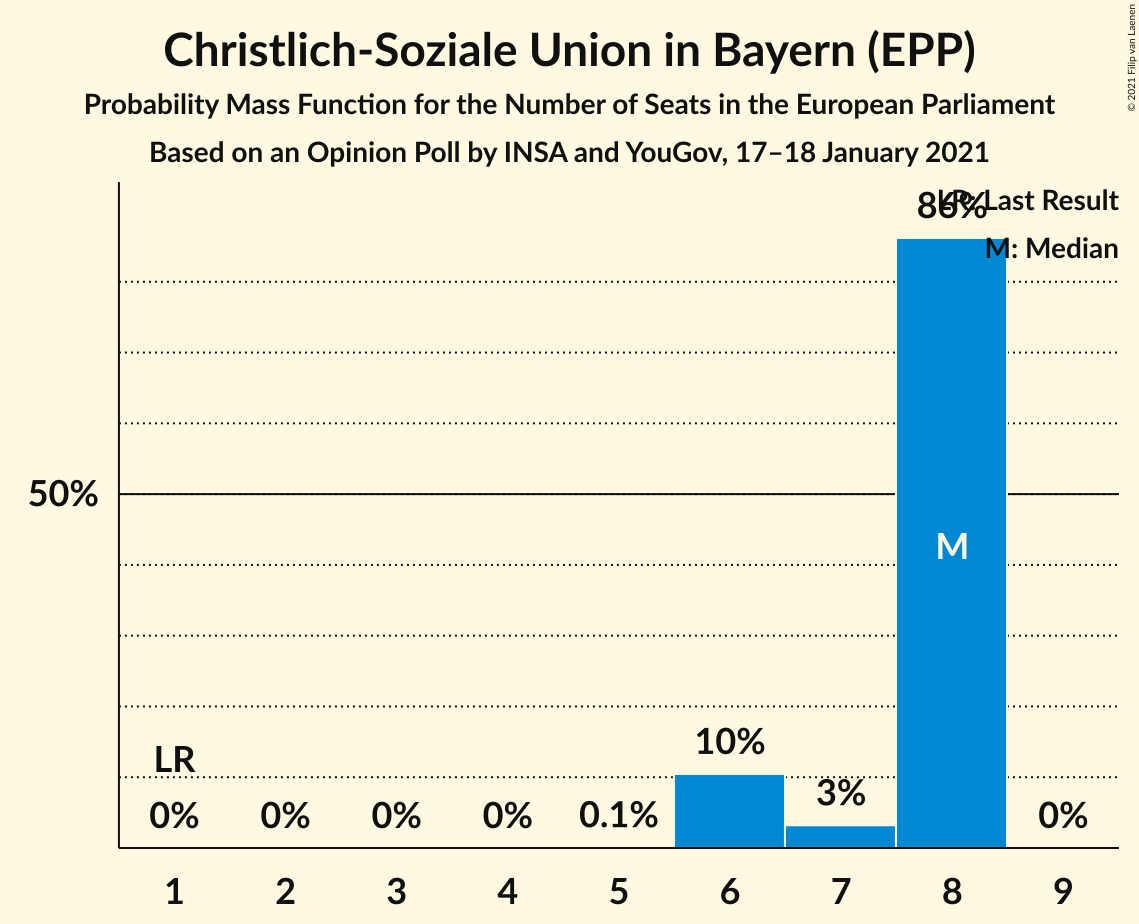 Christlich-Soziale Union in Bayern (EPP)
Probability Mass Function for the Number of Seats in the European Parliament
Based on an Opinion Poll by INSA and YouGov, 17–18 January 2021
© 2021 Filip van Laenen
LR: Last Result
M: Median
86%
50%
M
LR
0%
0%
0%
0%
0.1%
10%
3%
0%
1 2 3 4 5 6 7 8 9